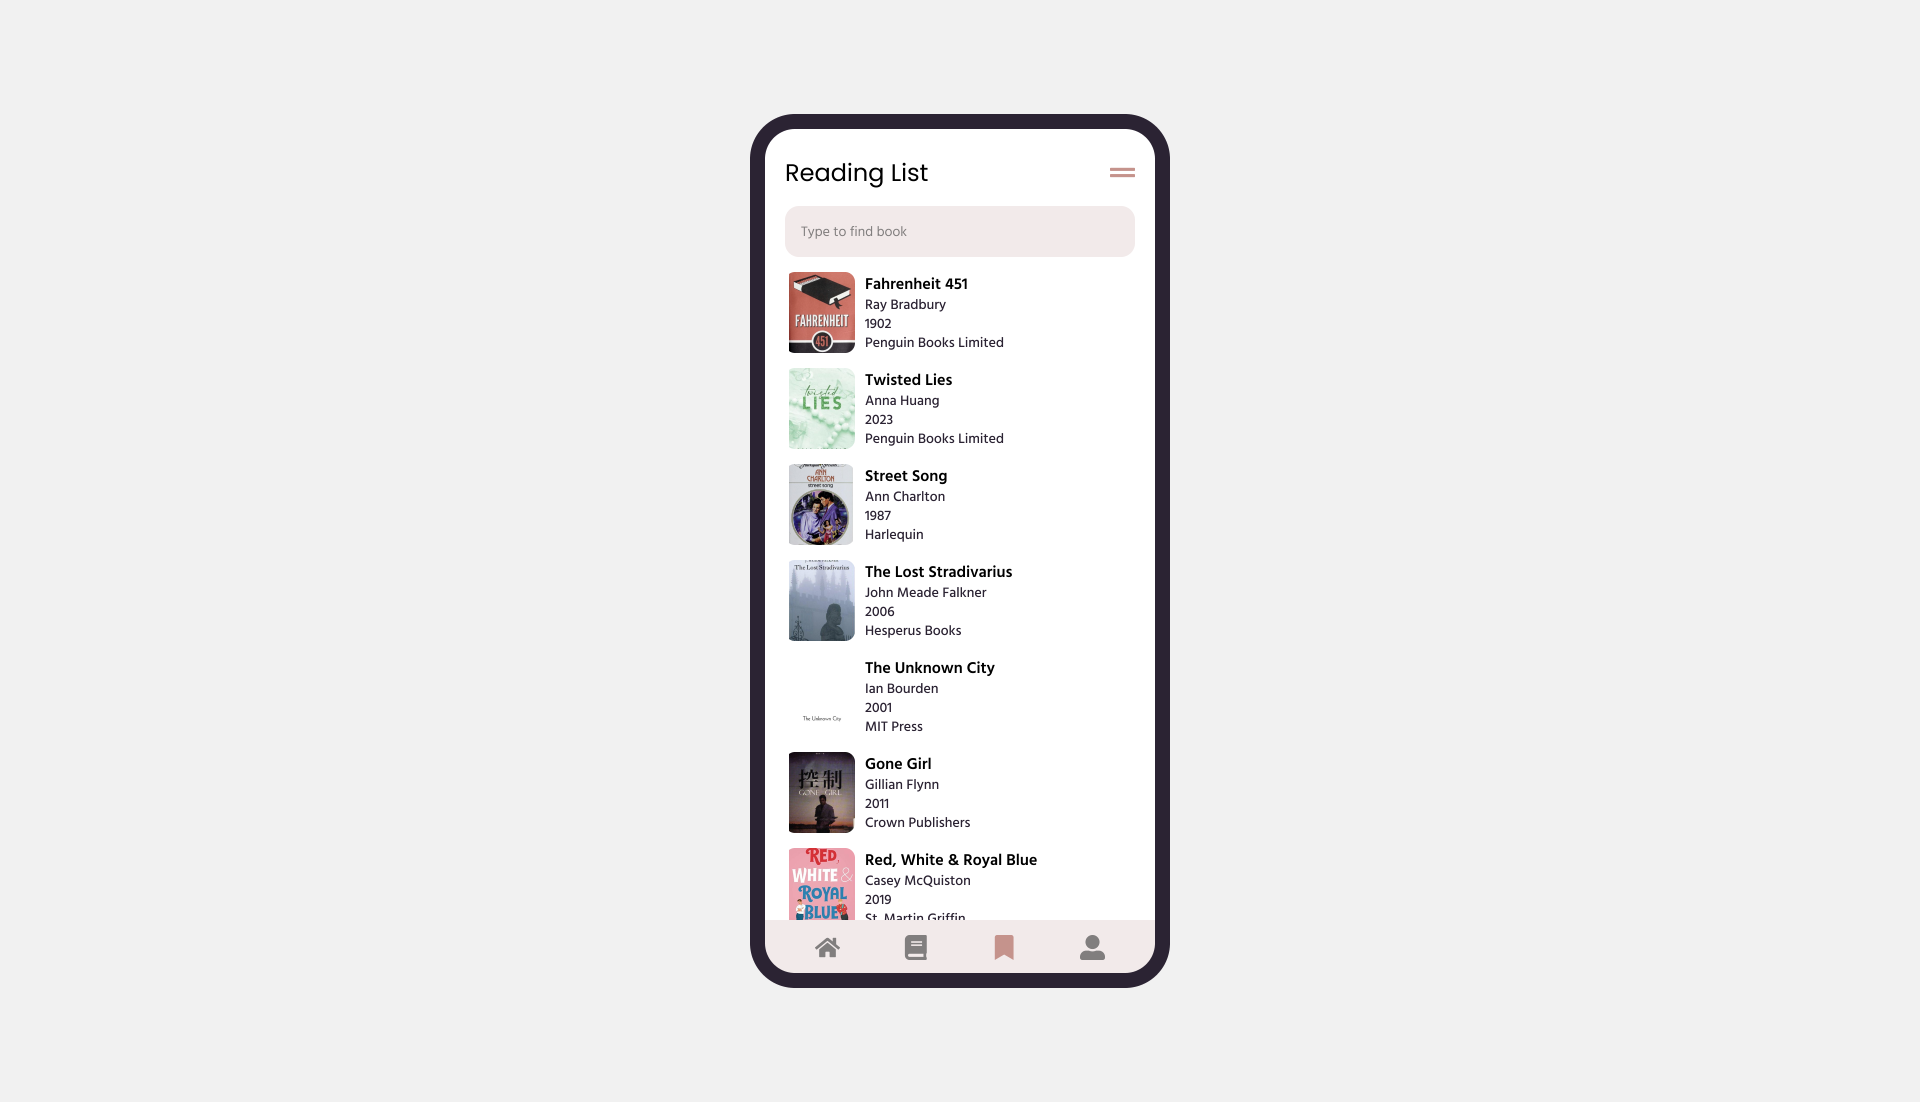 Reading List
Type to find book
FAHRENHEIT
451
Fahrenheit 451
Ray Bradbury
1902
Penguin Books Limited
twisted
LIES
Twisted Lies
Anna Huang
2023
Penguin Books Limited
ANN
CHARLTON
street song
Street Song
Ann Charlton
1987
Harlequin
The Lost Stradivarius
The Lost Stradivarius
John Meade Falkner
2006
Hesperus Books
The Unknown City
The Unknown City
Ian Bourden
2001
MIT Press
控制
GONE GIRL
Gone Girl
Gillian Flynn
2011
Crown Publishers
RED,
WHITE &
ROYAL
BLUE
Red, White & Royal Blue
Casey McQuiston
2019
St. Martin Griffin